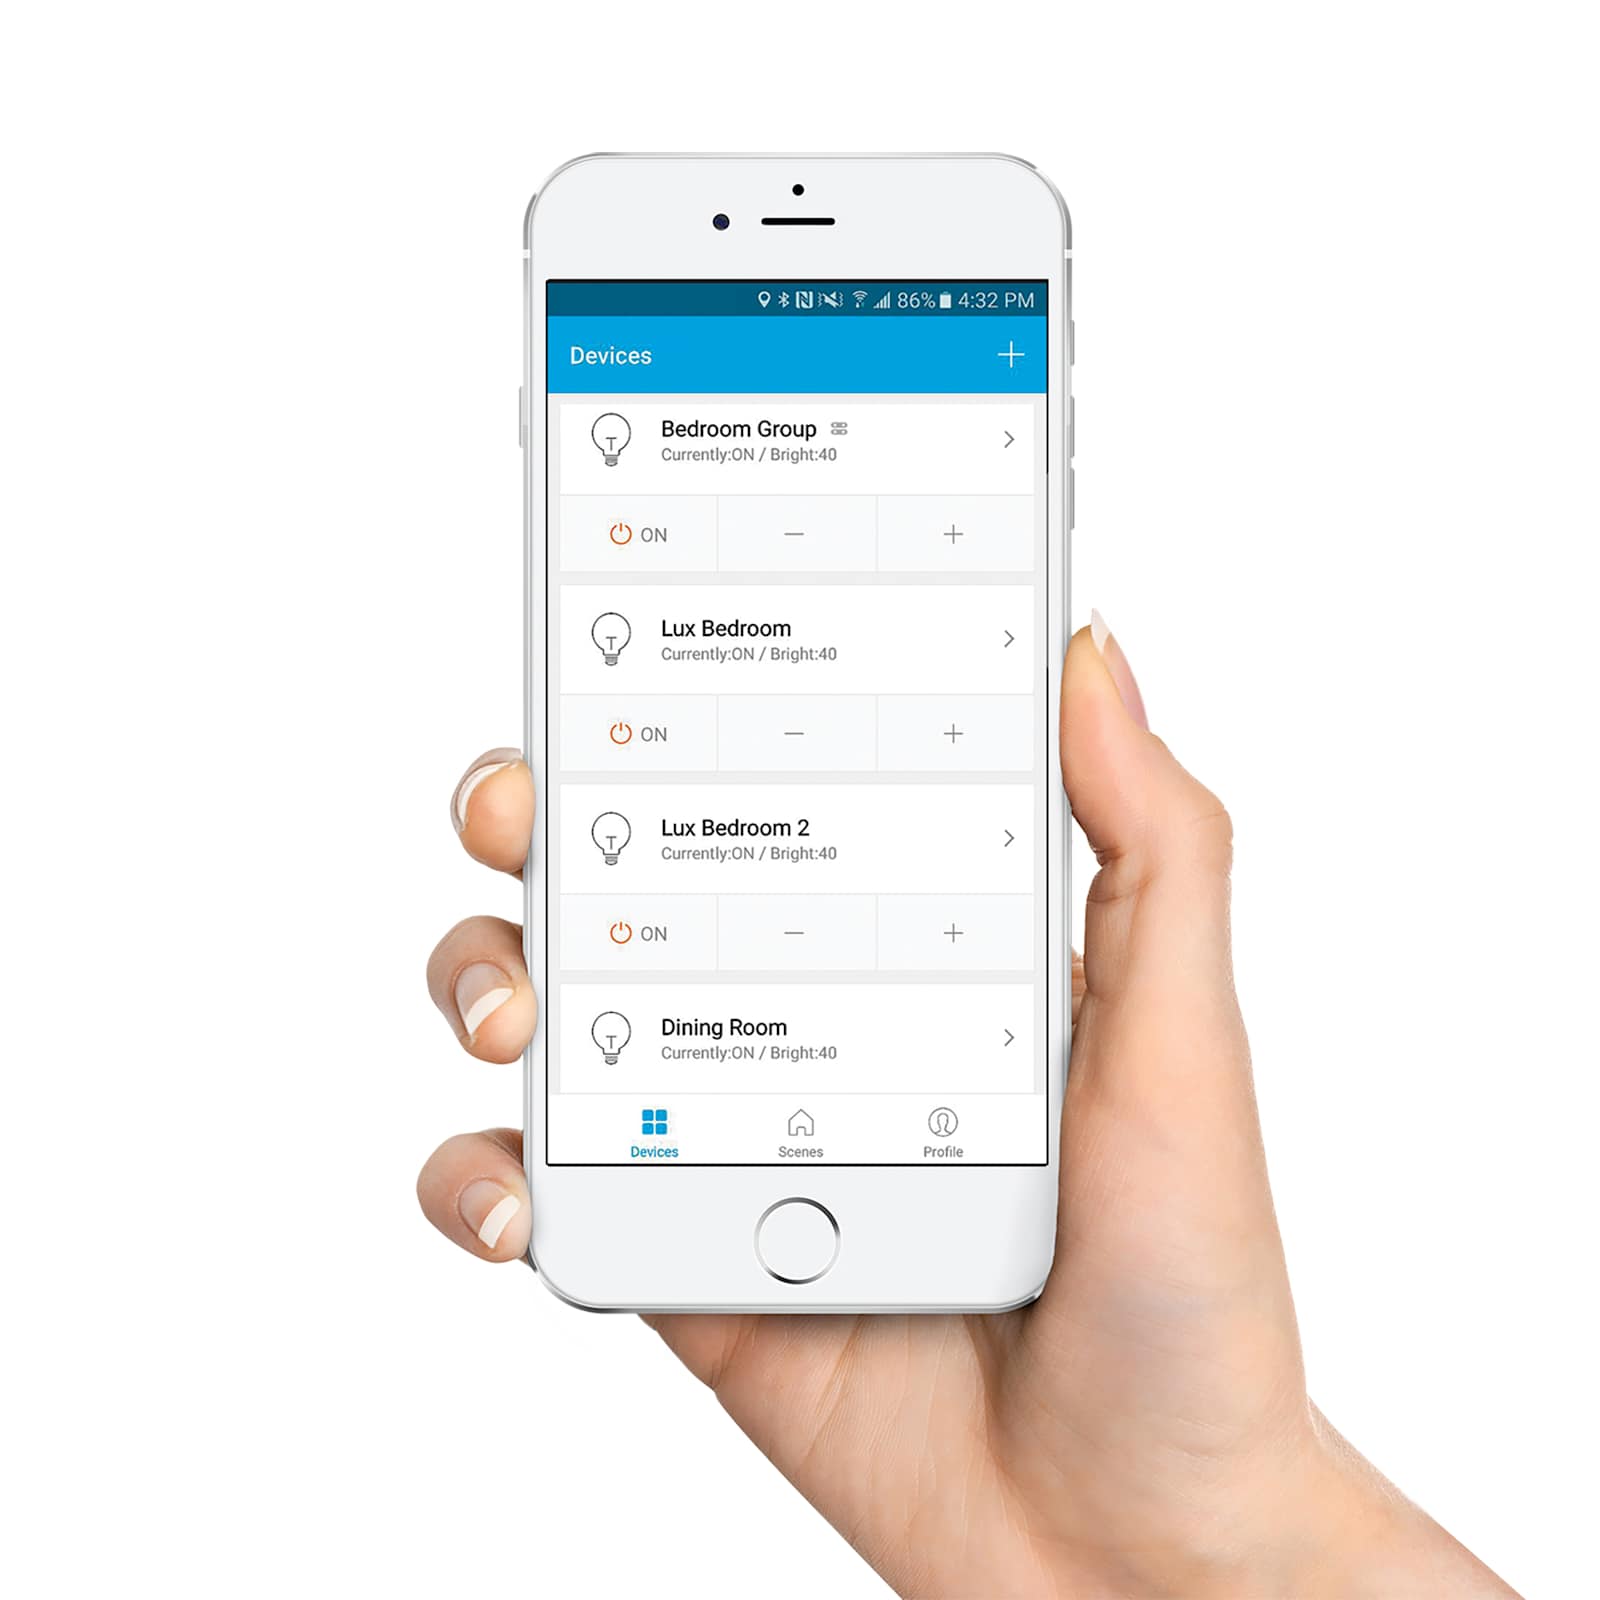 86% 4:32 PM
Devices
Bedroom Group
Currently:ON / Bright:40
ON
Lux Bedroom
Currently:ON / Bright:40
ON
Lux Bedroom 2
Currently:ON / Bright:40
ON
Dining Room
Currently:ON / Bright:40
Devices Scenes Profile